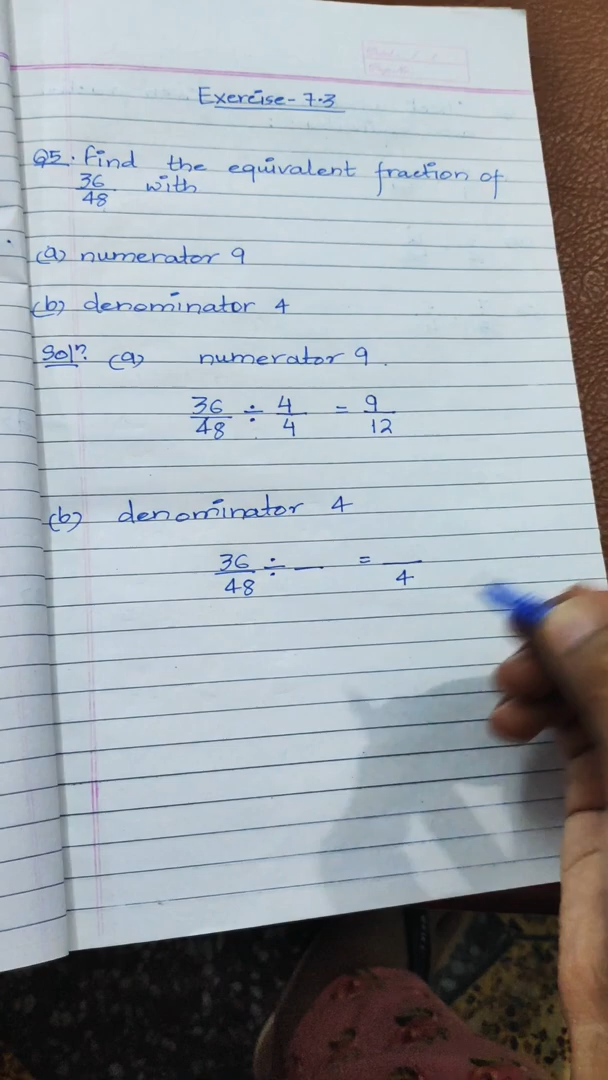 Exercise-7.3
Q5. Find the equivalent fraction of
36/48 with
(a) numerator 9
(b) denominator 4
Solⁿ. (a) numerator 9.
36/48 ÷ 4/4 = 9/12
(b) denominator 4
36/48 ÷ — = —/4